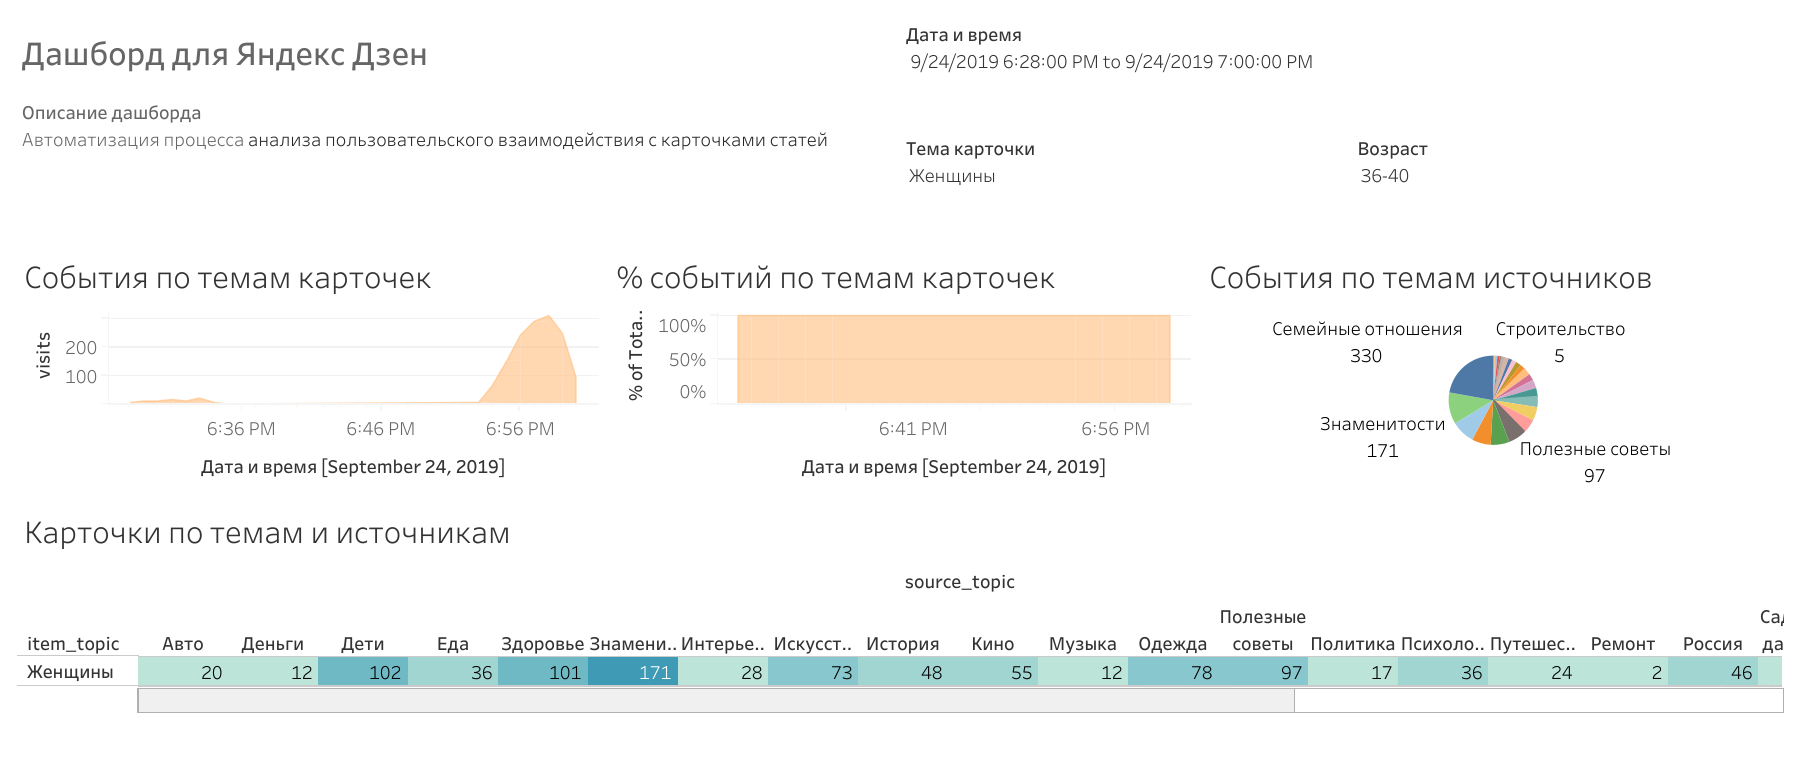 Дашборд для Яндекс Дзен
Описание дашборда
Автоматизация процесса анализа пользовательского взаимодействия с карточками статей
Дата и время
9/24/2019 6:28:00 PM to 9/24/2019 7:00:00 PM
Тема карточки
Женщины
Возраст
36-40
События по темам карточек
visits
200
100
6:36 PM 6:46 PM 6:56 PM
Дата и время [September 24, 2019]
% событий по темам карточек
% of Tota..
100%
50%
0%
6:41 PM 6:56 PM
Дата и время [September 24, 2019]
События по темам источников
Семейные отношения
330
Строительство
5
Знаменитости
171
Полезные советы
97
Карточки по темам и источникам
source_topic
item_topic Авто Деньги Дети Еда Здоровье Знамени.. Интерье.. Искусст.. История Кино Музыка Одежда Полезные советы Политика Психоло.. Путешес.. Ремонт Россия
Женщины 20 12 102 36 101 171 28 73 48 55 12 78 97 17 36 24 2 46